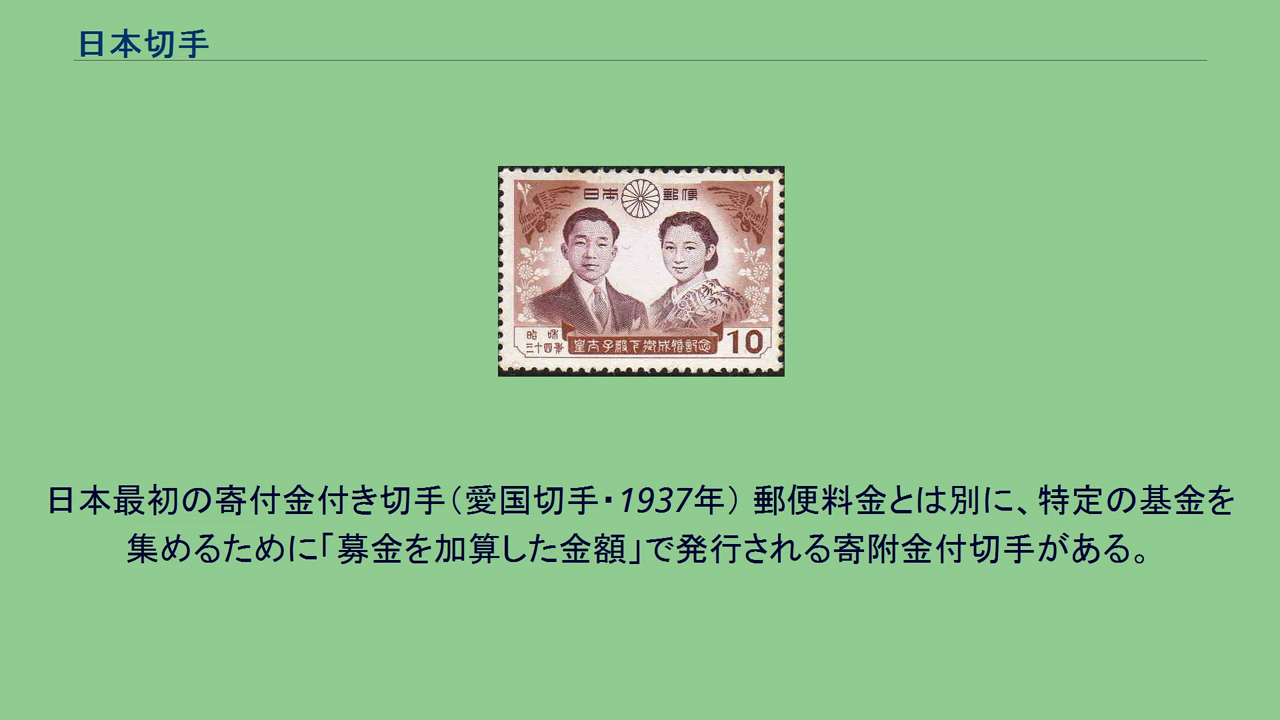 日本切手
日本郵便
昭和
三十四年
皇太子殿下御成婚記念
10
日本最初の寄付金付き切手（愛国切手・1937年） 郵便料金とは別に、特定の基金を
集めるために「募金を加算した金額」で発行される寄附金付切手がある。